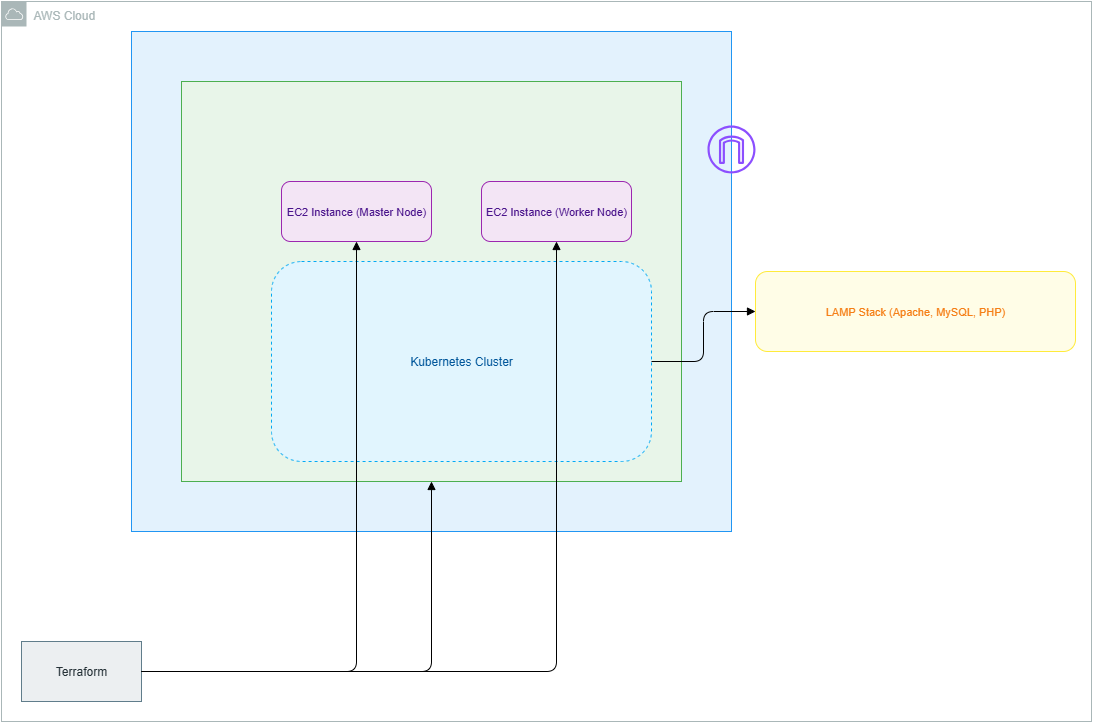 AWS Cloud
EC2 Instance (Master Node)
EC2 Instance (Worker Node)
LAMP Stack (Apache, MySQL, PHP)
Kubernetes Cluster
Terraform